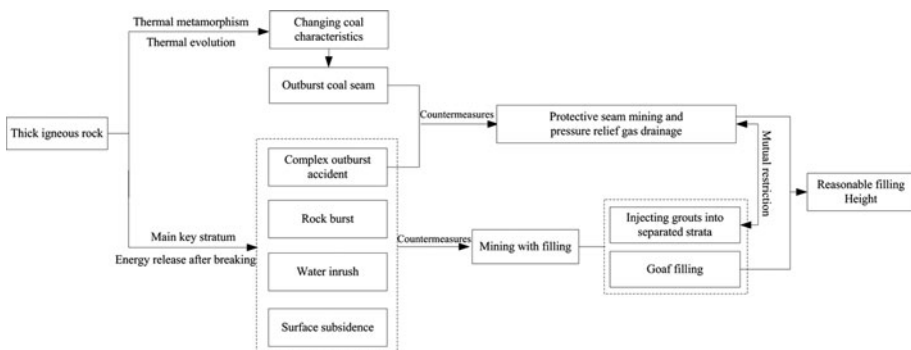 Thermal metamorphism
Thermal evolution
Changing coal
characteristics
Outburst coal seam
Thick igneous rock
Countermeasures
Protective seam mining and
pressure relief gas drainage
Complex outburst
accident
Mutual restriction
Reasonable filling
Height
Rock burst
Injecting grouts into
separated strata
Main key stratum
Energy release after breaking
Countermeasures
Mining with filling
Water inrush
Goaf filling
Surface subsidence